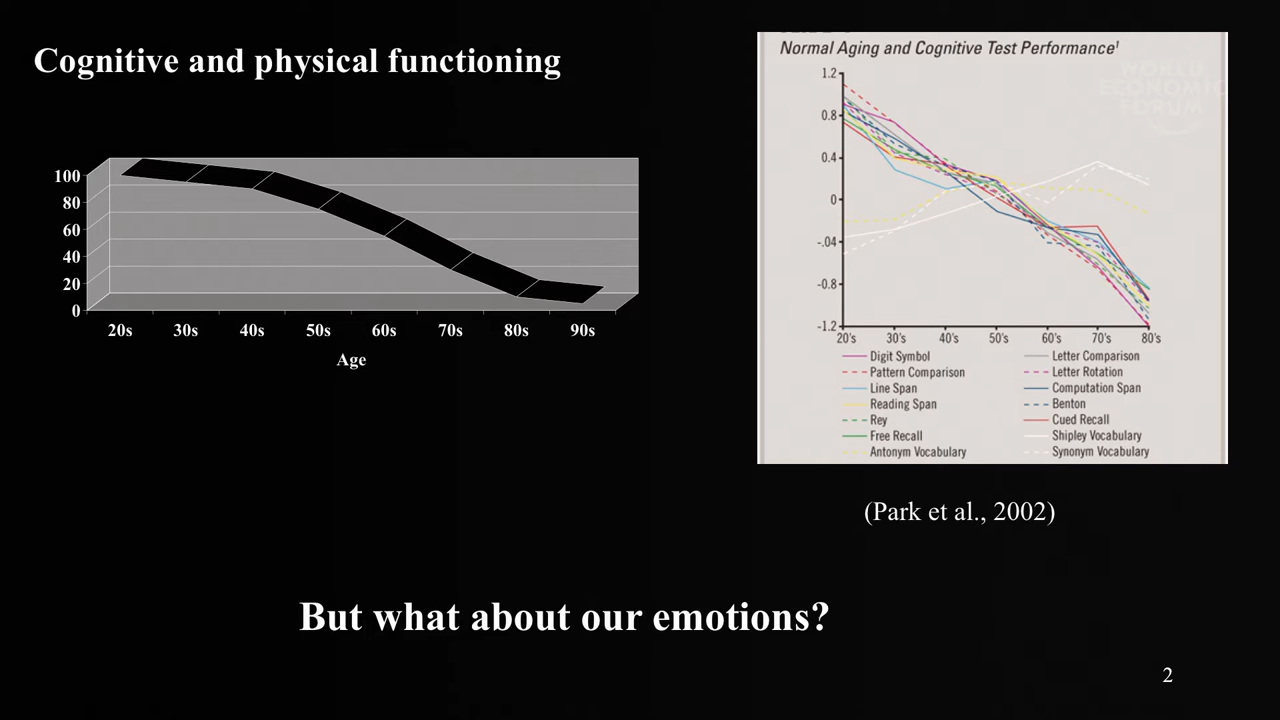 Cognitive and physical functioning
100
80
60
40
20
0
20s 30s 40s 50s 60s 70s 80s 90s
Age
Normal Aging and Cognitive Test Performance¹
WORLD
ECONOMIC
FORUM
1.2
0.8
0.4
0
-.04
-0.8
-1.2
20's 30's 40's 50's 60's 70's 80's
Digit Symbol
Pattern Comparison
Line Span
Reading Span
Rey
Free Recall
Antonym Vocabulary
Letter Comparison
Letter Rotation
Computation Span
Benton
Cued Recall
Shipley Vocabulary
Synonym Vocabulary
(Park et al., 2002)
But what about our emotions?
2